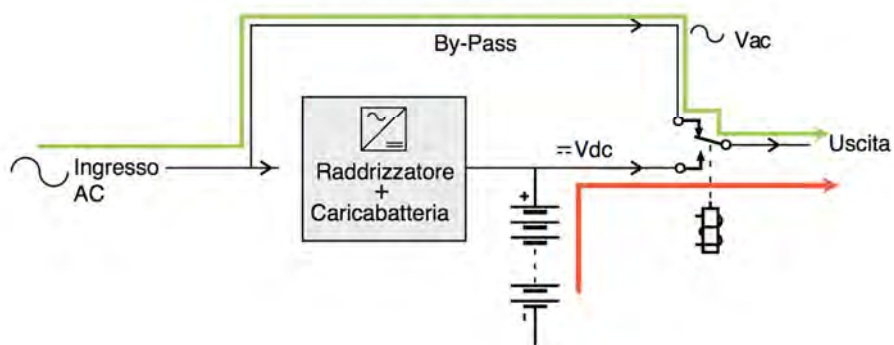 By-Pass
Vac
Ingresso
AC
Raddrizzatore
+
Caricabatteria
Vdc
Uscita
+
-